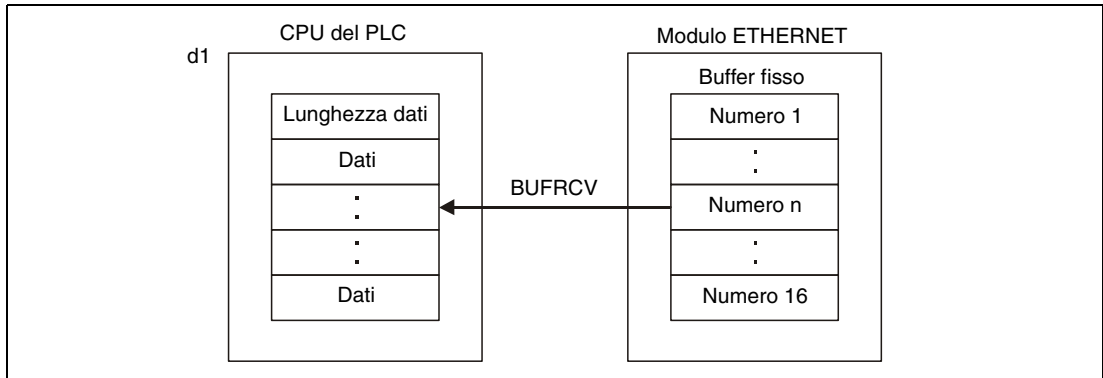 CPU del PLC
d1
Lunghezza dati
Dati
:
:
Dati
BUFRCV
Modulo ETHERNET
Buffer fisso
Numero 1
:
Numero n
:
Numero 16